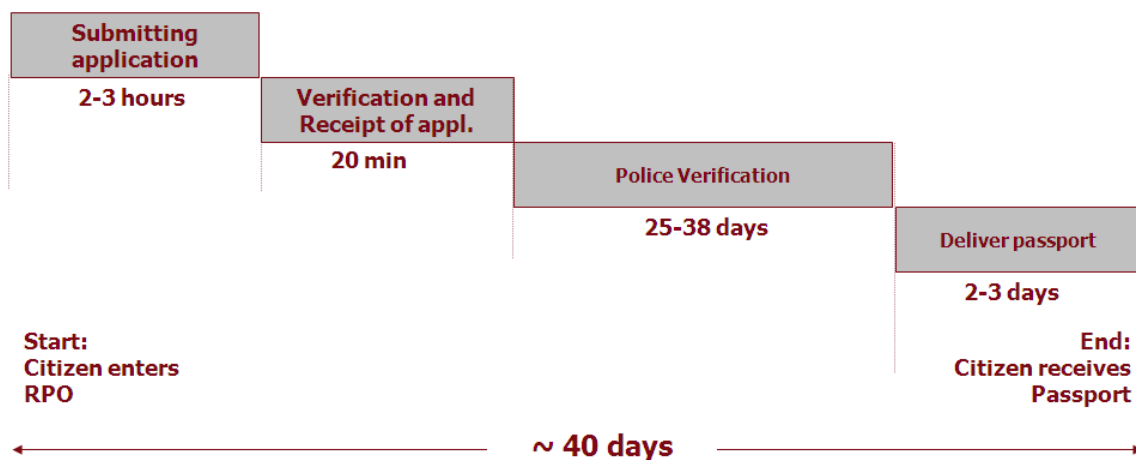 Submitting
application
2-3 hours
Verification and
Receipt of appl.
20 min
Police Verification
25-38 days
Deliver passport
2-3 days
Start:
Citizen enters
RPO
End:
Citizen receives
Passport
~ 40 days